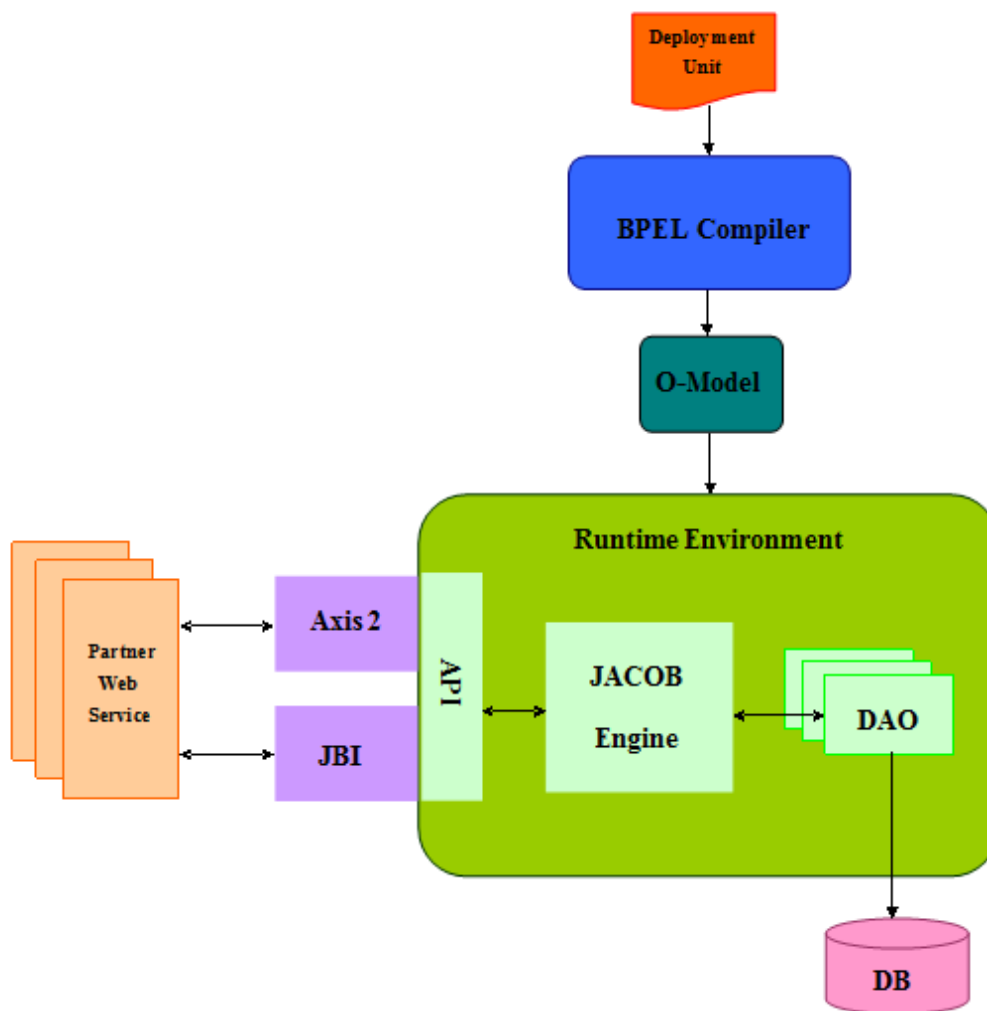 Deployment
Unit
BPEL Compiler
O-Model
Runtime Environment
Axis 2
API
JACOB
Engine
DAO
Partner
Web
Service
JBI
DB